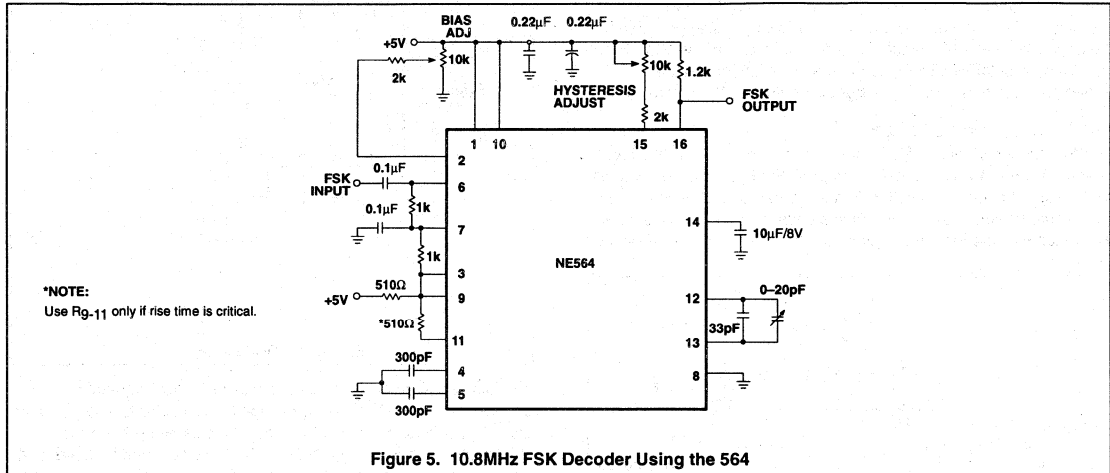 BIAS ADJ
0.22µF 0.22µF
+5V
10k
2k
10k
1.2k
HYSTERESIS ADJUST
FSK OUTPUT
2k
1 10 15 16
2
0.1µF
FSK INPUT
6
1k
0.1µF
7
14
10µF/8V
1k
NE564
3
510Ω
+5V
9
12
0–20pF
*NOTE:
Use R9-11 only if rise time is critical.
*510Ω
33pF
11
13
300pF
4
8
5
300pF
Figure 5. 10.8MHz FSK Decoder Using the 564